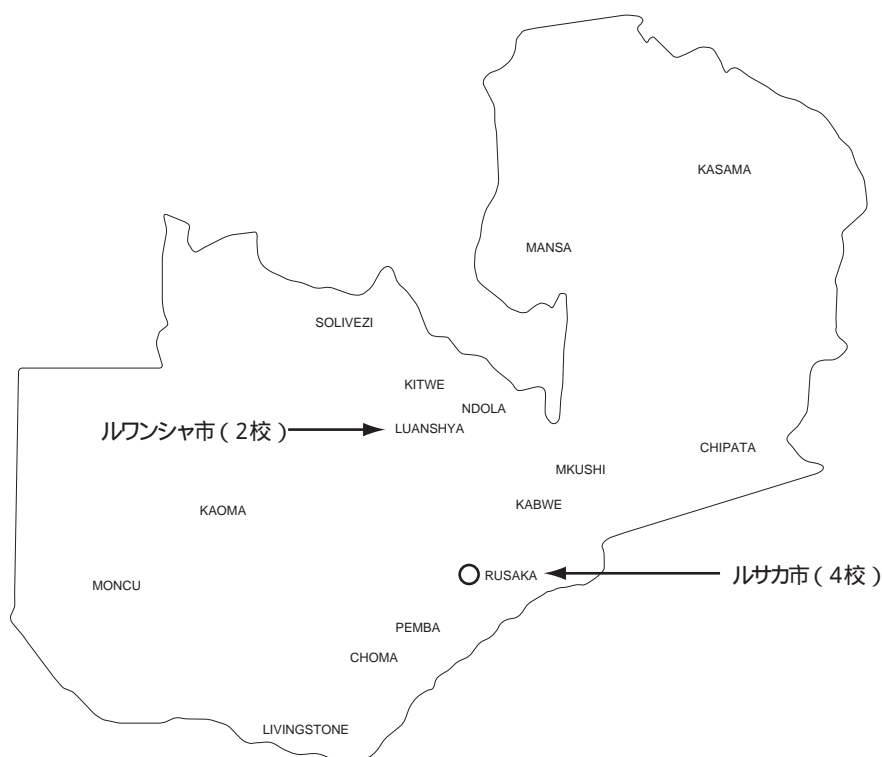 KASAMA
MANSA
SOLIVEZI
KITWE
NDOLA
ルワンシャ市（2校）
LUANSHYA
CHIPATA
MKUSHI
KABWE
KAOMA
RUSAKA
ルサカ市（4校）
MONCU
PEMBA
CHOMA
LIVINGSTONE